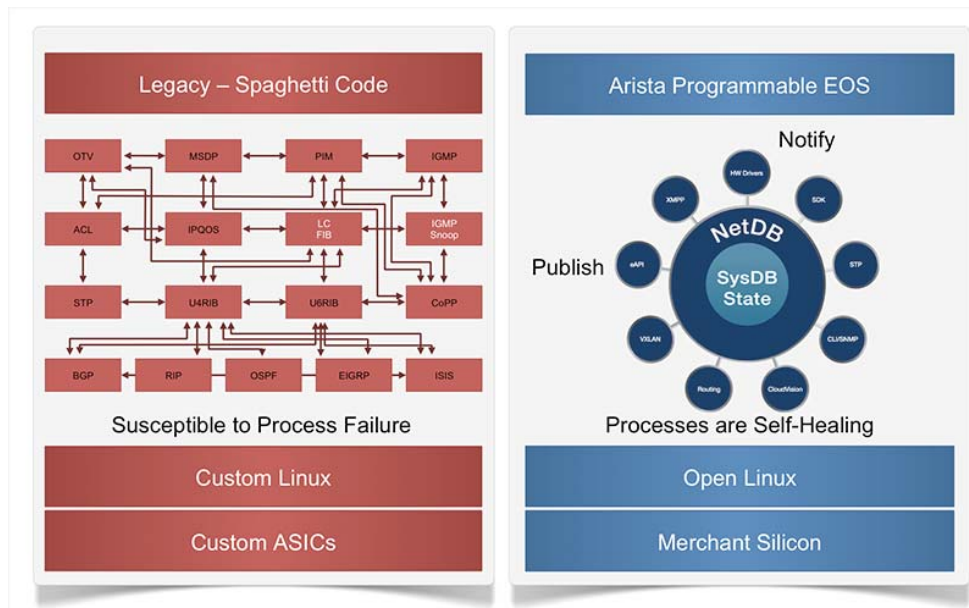 Legacy – Spaghetti Code
OTV
MSDP
PIM
IGMP
ACL
IPQOS
LC
FIB
IGMP
Snoop
STP
U4RIB
U6RIB
CoPP
BGP
RIP
OSPF
EIGRP
ISIS
Susceptible to Process Failure
Custom Linux
Custom ASICs
Arista Programmable EOS
Notify
HW Drivers
XMPP
SDK
NetDB
Publish
eAPI
SysDB
State
STP
VXLAN
CLI/SNMP
Routing
CloudVision
Processes are Self-Healing
Open Linux
Merchant Silicon